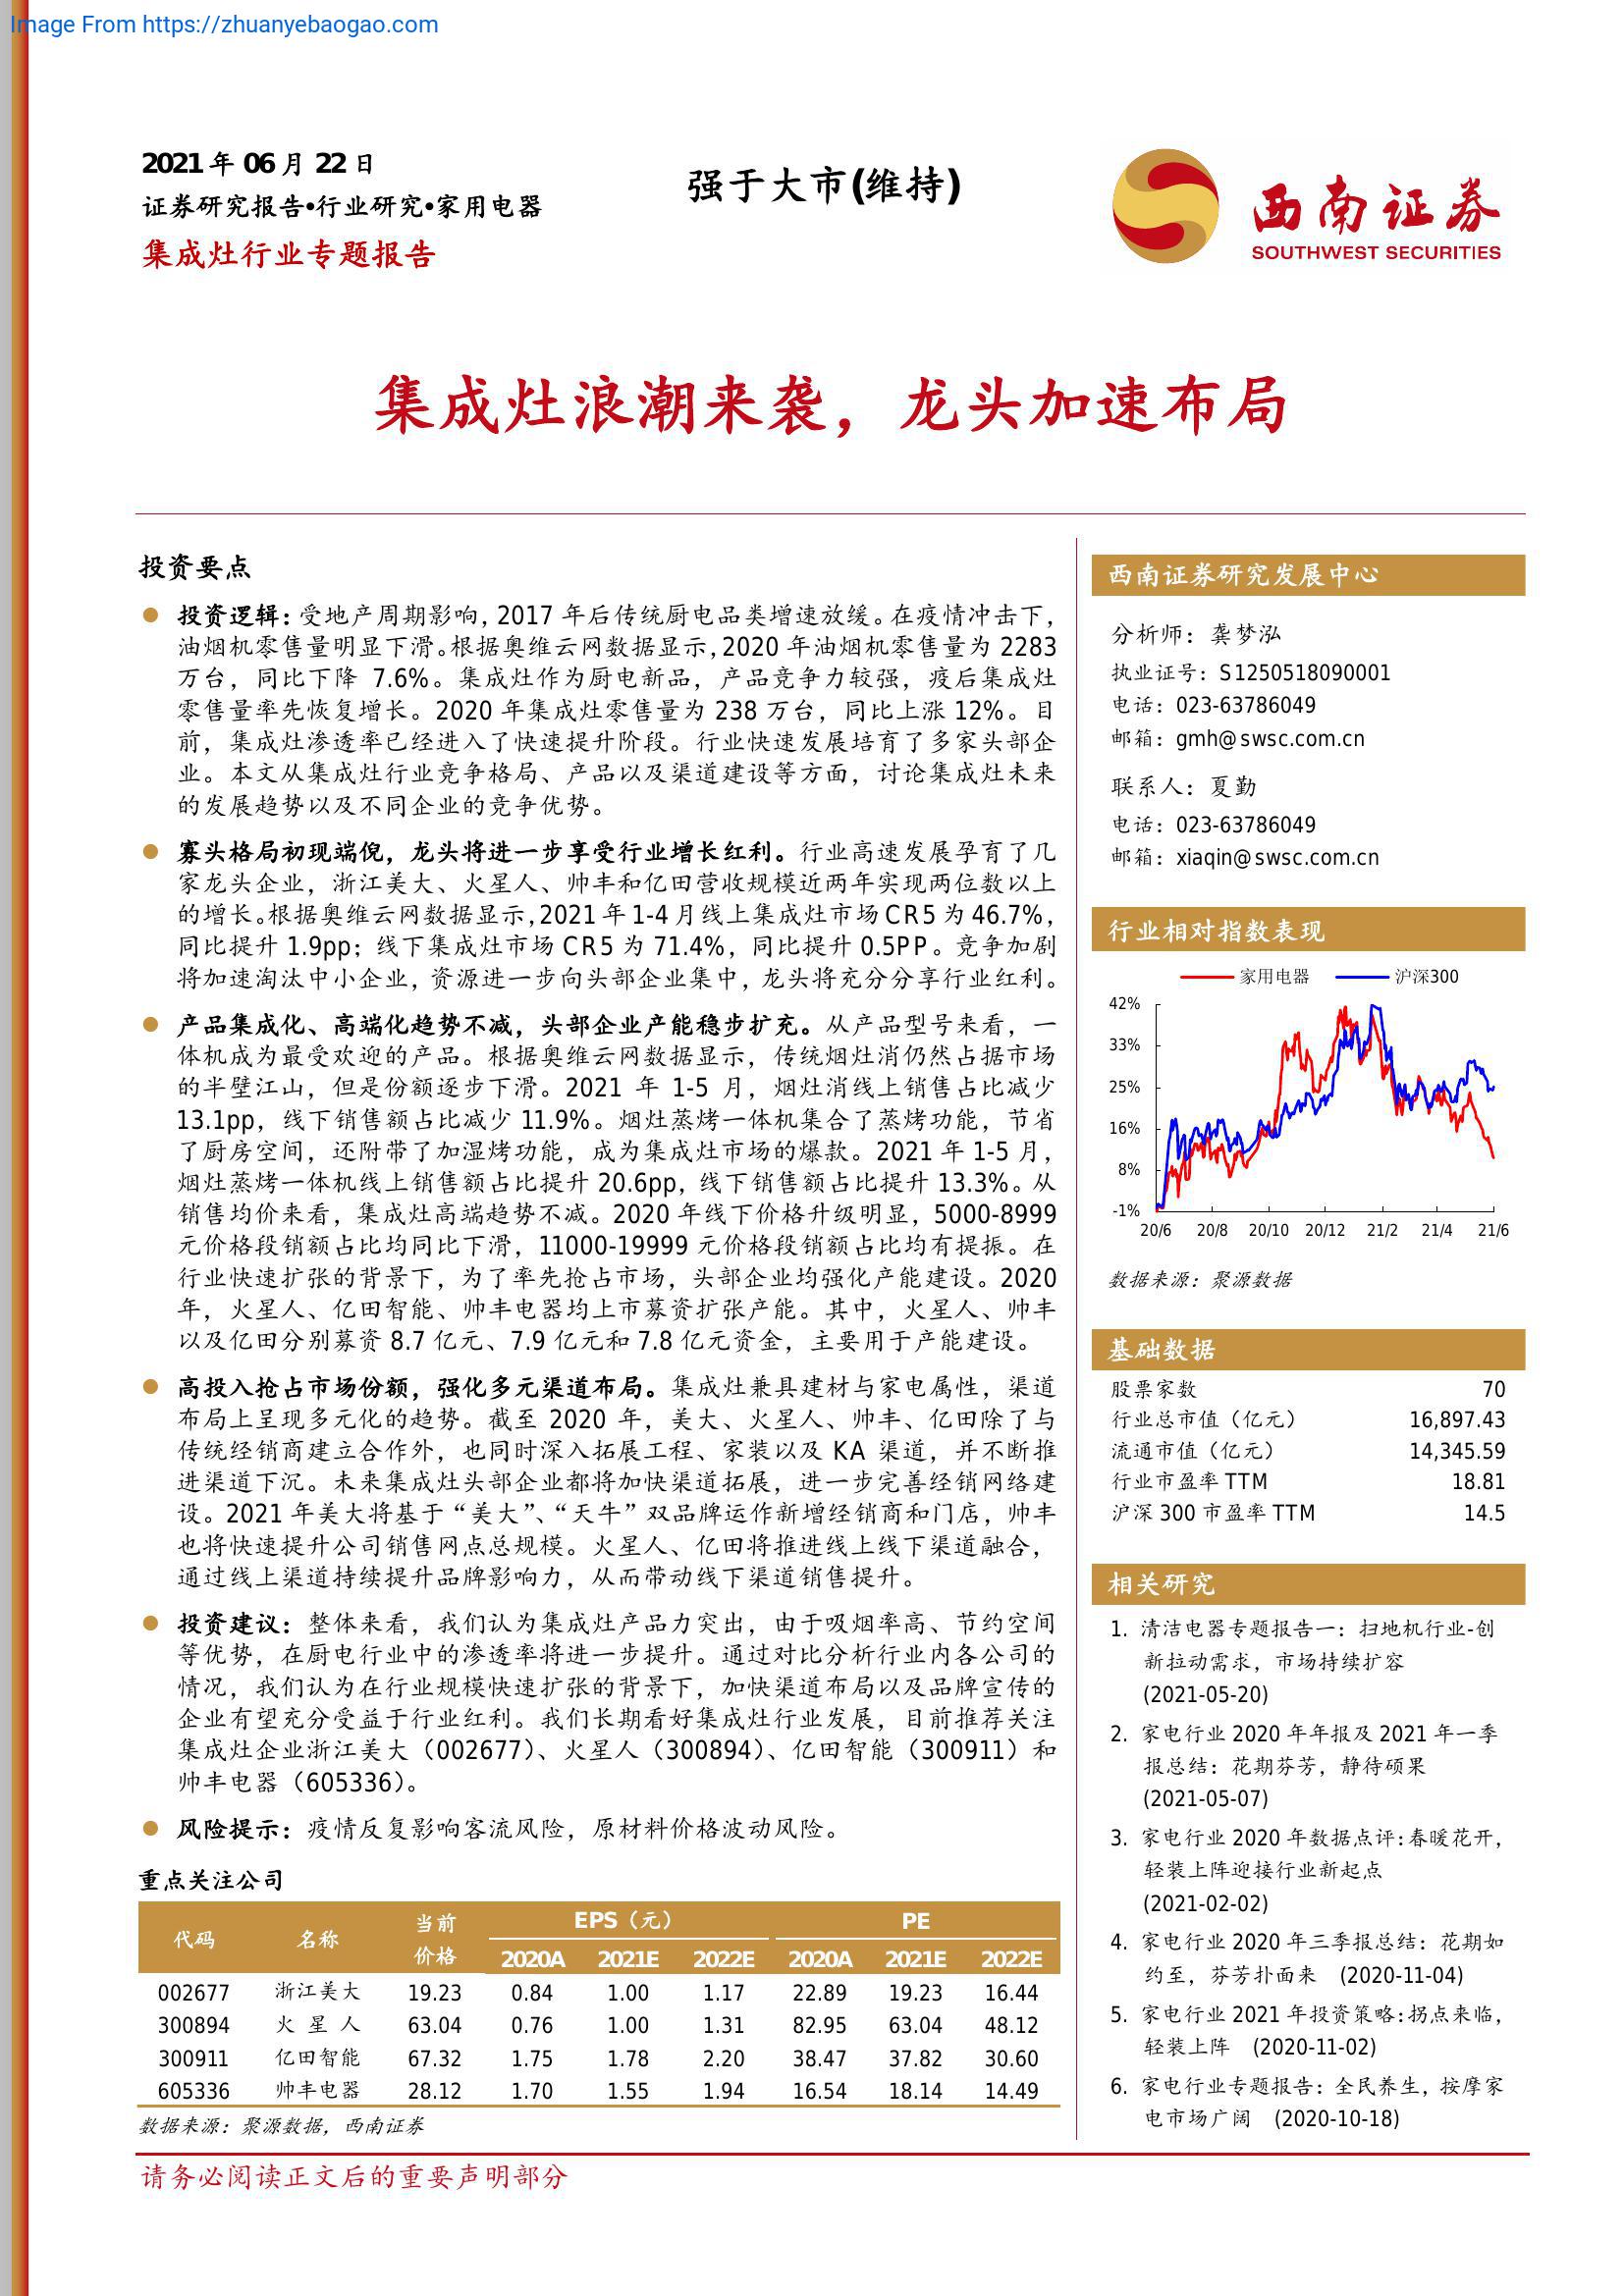 Image From https://zhuanyebaogao.com
2021 年 06 月 22 日
证券研究报告•行业研究•家用电器
集成灶行业专题报告
强于大市(维持)
西南证券
SOUTHWEST SECURITIES
集成灶浪潮来袭，龙头加速布局
投资要点
投资逻辑：受地产周期影响，2017 年后传统厨电品类增速放缓。在疫情冲击下，
油烟机零售量明显下滑。根据奥维云网数据显示，2020 年油烟机零售量为 2283
万台，同比下降 7.6%。集成灶作为厨电新品，产品竞争力较强，疫后集成灶
零售量率先恢复增长。2020 年集成灶零售量为 238 万台，同比上涨 12%。目
前，集成灶渗透率已经进入了快速提升阶段。行业快速发展培育了多家头部企
业。本文从集成灶行业竞争格局、产品以及渠道建设等方面，讨论集成灶未来
的发展趋势以及不同企业的竞争优势。
寡头格局初现端倪，龙头将进一步享受行业增长红利。行业高速发展孕育了几
家龙头企业，浙江美大、火星人、帅丰和亿田营收规模近两年实现两位数以上
的增长。根据奥维云网数据显示，2021 年 1-4 月线上集成灶市场 CR5 为 46.7%，
同比提升 1.9pp；线下集成灶市场 CR5 为 71.4%，同比提升 0.5PP。竞争加剧
将加速淘汰中小企业，资源进一步向头部企业集中，龙头将充分分享行业红利。
产品集成化、高端化趋势不减，头部企业产能稳步扩充。从产品型号来看，一
体机成为最受欢迎的产品。根据奥维云网数据显示，传统烟灶消仍然占据市场
的半壁江山，但是份额逐步下滑。2021 年 1-5 月，烟灶消线上销售占比减少
13.1pp，线下销售额占比减少 11.9%。烟灶蒸烤一体机集合了蒸烤功能，节省
了厨房空间，还附带了加湿烤功能，成为集成灶市场的爆款。2021 年 1-5 月，
烟灶蒸烤一体机线上销售额占比提升 20.6pp，线下销售额占比提升 13.3%。从
销售均价来看，集成灶高端趋势不减。2020 年线下价格升级明显，5000-8999
元价格段销额占比均同比下滑，11000-19999 元价格段销额占比均有提振。在
行业快速扩张的背景下，为了率先抢占市场，头部企业均强化产能建设。2020
年，火星人、亿田智能、帅丰电器均上市募资扩张产能。其中，火星人、帅丰
以及亿田分别募资 8.7 亿元、7.9 亿元和 7.8 亿元资金，主要用于产能建设。
高投入抢占市场份额，强化多元渠道布局。集成灶兼具建材与家电属性，渠道
布局上呈现多元化的趋势。截至 2020 年，美大、火星人、帅丰、亿田除了与
传统经销商建立合作外，也同时深入拓展工程、家装以及 KA 渠道，并不断推
进渠道下沉。未来集成灶头部企业都将加快渠道拓展，进一步完善经销网络建
设。2021 年美大将基于“美大”、“天牛”双品牌运作新增经销商和门店，帅丰
也将快速提升公司销售网点总规模。火星人、亿田将推进线上线下渠道融合，
通过线上渠道持续提升品牌影响力，从而带动线下渠道销售提升。
投资建议：整体来看，我们认为集成灶产品力突出，由于吸烟率高、节约空间
等优势，在厨电行业中的渗透率将进一步提升。通过对比分析行业内各公司的
情况，我们认为在行业规模快速扩张的背景下，加快渠道布局以及品牌宣传的
企业有望充分受益于行业红利。我们长期看好集成灶行业发展，目前推荐关注
集成灶企业浙江美大（002677）、火星人（300894）、亿田智能（300911）和
帅丰电器（605336）。
风险提示：疫情反复影响客流风险，原材料价格波动风险。
重点关注公司
代码 名称 当前价格 EPS（元） PE
2020A 2021E 2022E 2020A 2021E 2022E
002677 浙江美大 19.23 0.84 1.00 1.17 22.89 19.23 16.44
300894 火 星 人 63.04 0.76 1.00 1.31 82.95 63.04 48.12
300911 亿田智能 67.32 1.75 1.78 2.20 38.47 37.82 30.60
605336 帅丰电器 28.12 1.70 1.55 1.94 16.54 18.14 14.49
数据来源：聚源数据，西南证券
西南证券研究发展中心
分析师：龚梦泓
执业证号：S1250518090001
电话：023-63786049
邮箱：gmh@swsc.com.cn
联系人：夏勤
电话：023-63786049
邮箱：xiaqin@swsc.com.cn
行业相对指数表现
家用电器 沪深300
42%
33%
25%
16%
8%
-1%
20/6 20/8 20/10 20/12 21/2 21/4 21/6
数据来源：聚源数据
基础数据
股票家数 70
行业总市值（亿元） 16,897.43
流通市值（亿元） 14,345.59
行业市盈率 TTM 18.81
沪深 300 市盈率 TTM 14.5
相关研究
1. 清洁电器专题报告一：扫地机行业-创
新拉动需求，市场持续扩容
(2021-05-20)
2. 家电行业 2020 年年报及 2021 年一季
报总结：花期芬芳，静待硕果
(2021-05-07)
3. 家电行业 2020 年数据点评：春暖花开，
轻装上阵迎接行业新起点
(2021-02-02)
4. 家电行业 2020 年三季报总结：花期如
约至，芬芳扑面来 (2020-11-04)
5. 家电行业 2021 年投资策略：拐点来临，
轻装上阵 (2020-11-02)
6. 家电行业专题报告：全民养生，按摩家
电市场广阔 (2020-10-18)
请务必阅读正文后的重要声明部分